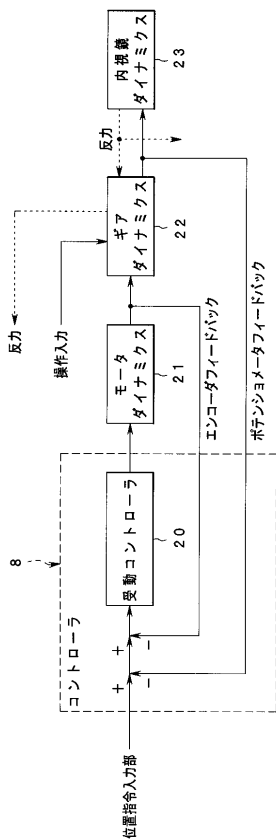 8
コントローラ
位置指令入力部
+
−
+
−
受動コントローラ
20
モータ
ダイナミクス
21
ギア
ダイナミクス
22
内視鏡
ダイナミクス
23
反力
操作入力
反力
エンコーダフィードバック
ポテンショメータフィードバック